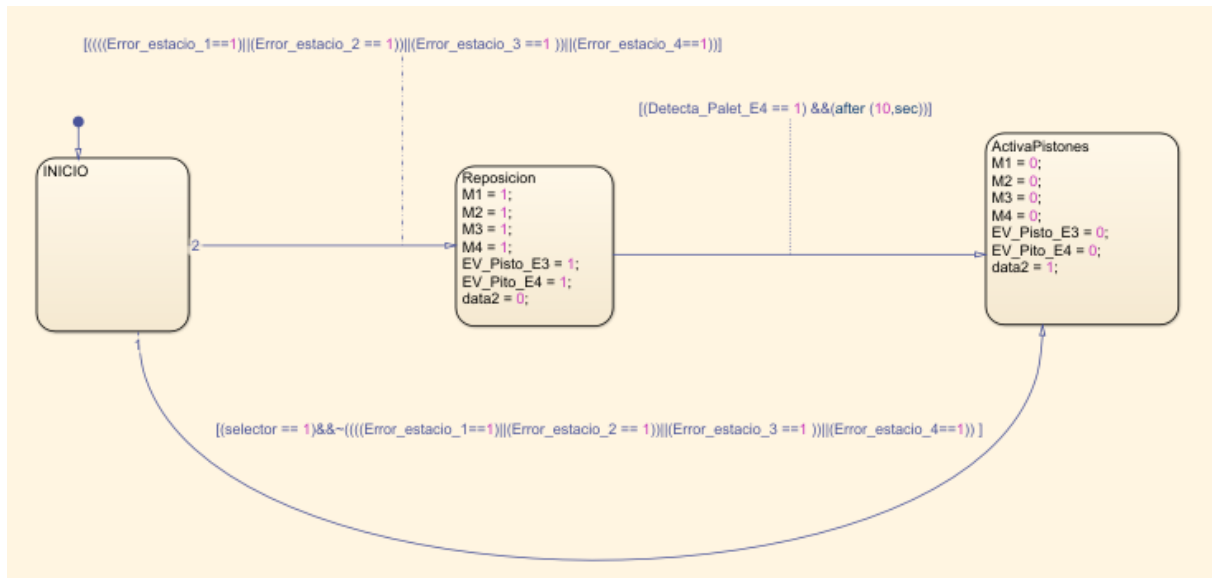 [((((Error_estacio_1==1)||(Error_estacio_2 == 1))||(Error_estacio_3 ==1 ))||(Error_estacio_4==1))]
[(Detecta_Palet_E4 == 1) &&(after (10,sec))]
INICIO
2
1
Reposicion
M1 = 1;
M2 = 1;
M3 = 1;
M4 = 1;
EV_Pisto_E3 = 1;
EV_Pito_E4 = 1;
data2 = 0;
ActivaPistones
M1 = 0;
M2 = 0;
M3 = 0;
M4 = 0;
EV_Pisto_E3 = 0;
EV_Pito_E4 = 0;
data2 = 1;
[(selector == 1)&&~((((Error_estacio_1==1)||(Error_estacio_2 == 1))||(Error_estacio_3 ==1 ))||(Error_estacio_4==1)) ]